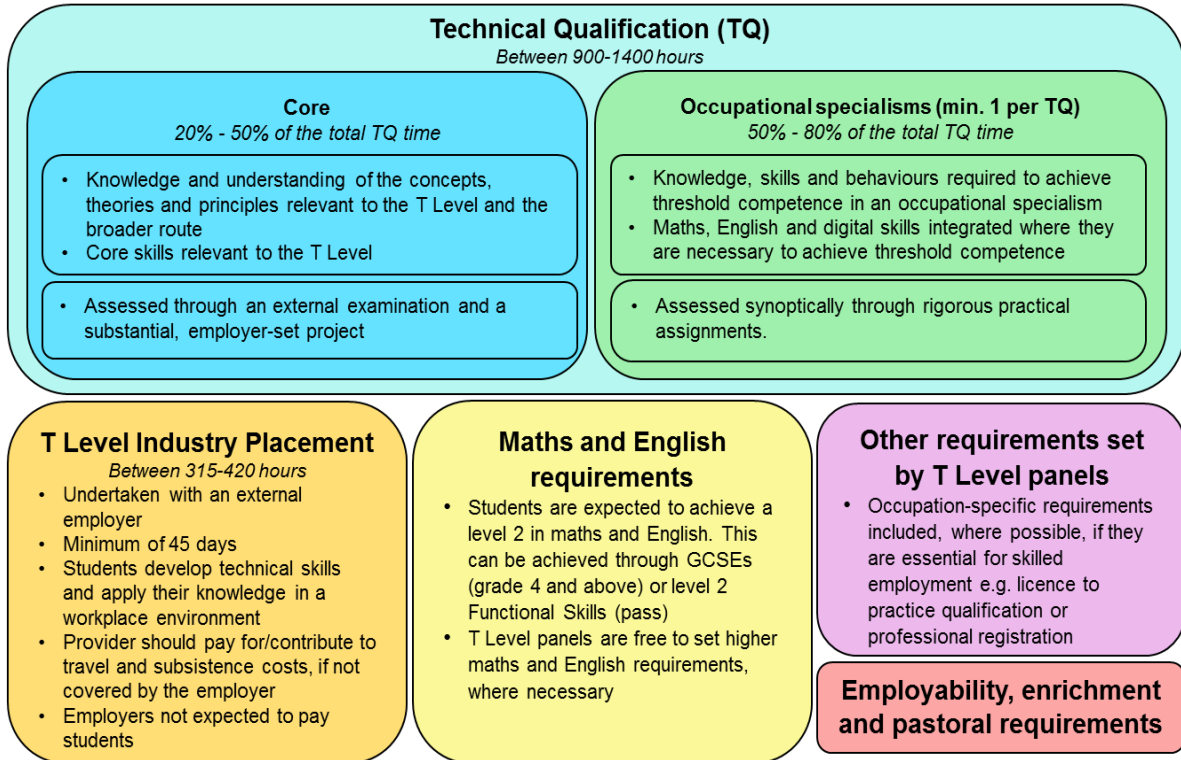 Technical Qualification (TQ)
Between 900-1400 hours
Core
20% - 50% of the total TQ time
• Knowledge and understanding of the concepts,
theories and principles relevant to the T Level and the
broader route
• Core skills relevant to the T Level
• Assessed through an external examination and a
substantial, employer-set project
Occupational specialisms (min. 1 per TQ)
50% - 80% of the total TQ time
• Knowledge, skills and behaviours required to achieve
threshold competence in an occupational specialism
• Maths, English and digital skills integrated where they
are necessary to achieve threshold competence
• Assessed synoptically through rigorous practical
assignments.
T Level Industry Placement
Between 315-420 hours
• Undertaken with an external
employer
• Minimum of 45 days
• Students develop technical skills
and apply their knowledge in a
workplace environment
• Provider should pay for/contribute to
travel and subsistence costs, if not
covered by the employer
• Employers not expected to pay
students
Maths and English
requirements
• Students are expected to achieve a
level 2 in maths and English. This
can be achieved through GCSEs
(grade 4 and above) or level 2
Functional Skills (pass)
• T Level panels are free to set higher
maths and English requirements,
where necessary
Other requirements set
by T Level panels
• Occupation-specific requirements
included, where possible, if they
are essential for skilled
employment e.g. licence to
practice qualification or
professional registration
Employability, enrichment
and pastoral requirements